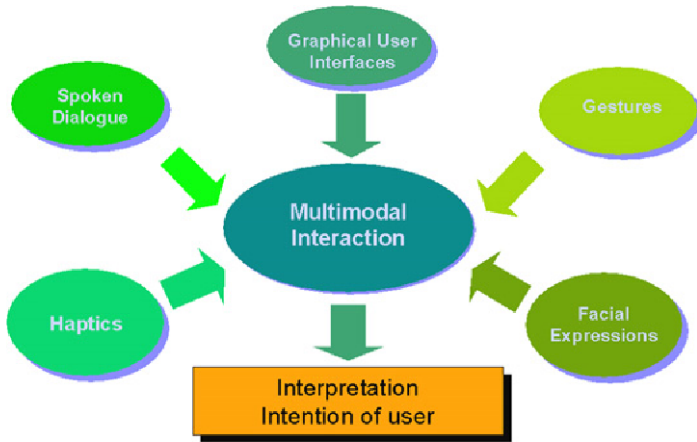 Graphical User
Interfaces
Spoken
Dialogue
Gestures
Multimodal
Interaction
Haptics
Facial
Expressions
Interpretation
Intention of user